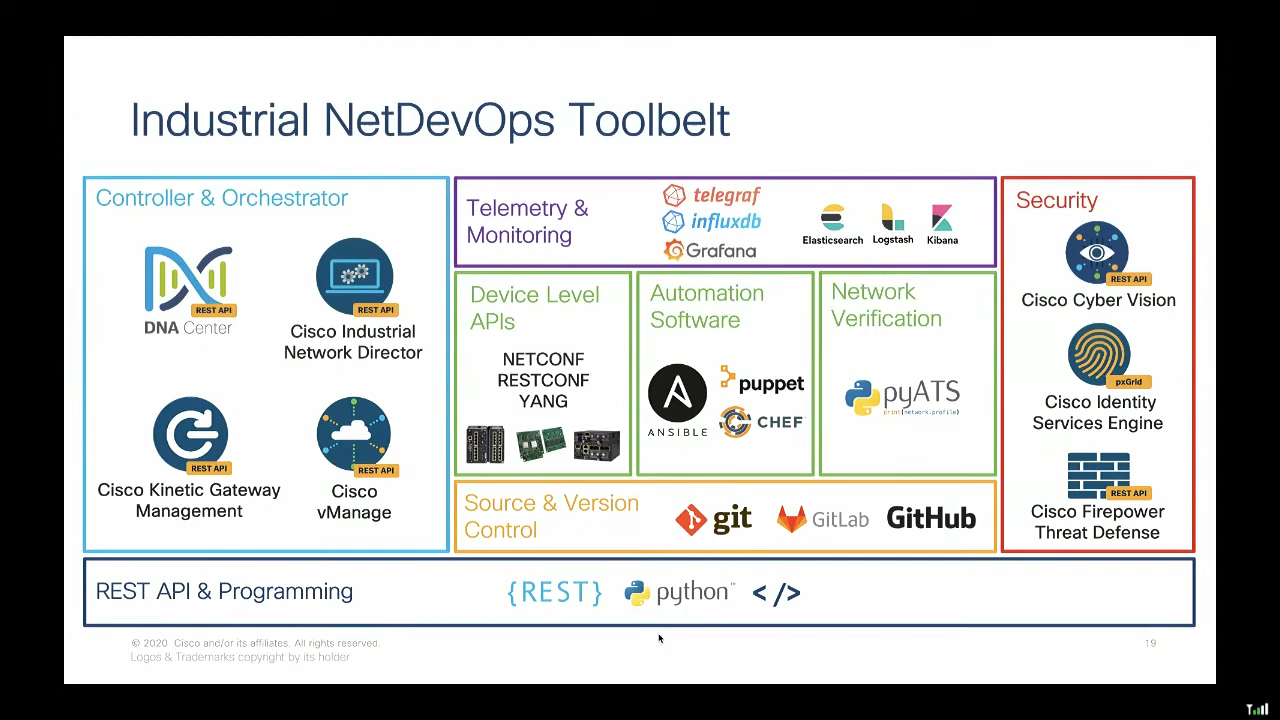 Industrial NetDevOps Toolbelt
Controller & Orchestrator
REST API
DNA Center
REST API
Cisco Industrial
Network Director
REST API
Cisco Kinetic Gateway
Management
REST API
Cisco
vManage
Telemetry &
Monitoring
telegraf
influxdb
Grafana
Elasticsearch
Logstash
Kibana
Device Level
APIs
NETCONF
RESTCONF
YANG
Automation
Software
ANSIBLE
puppet
CHEF
Network
Verification
pyATS
print(network.profile)
Source & Version
Control
git
GitLab
GitHub
Security
REST API
Cisco Cyber Vision
pxGrid
Cisco Identity
Services Engine
REST API
Cisco Firepower
Threat Defense
REST API & Programming
{REST}
python™
</>
© 2020 Cisco and/or its affiliates. All rights reserved.
Logos & Trademarks copyright by its holder
19